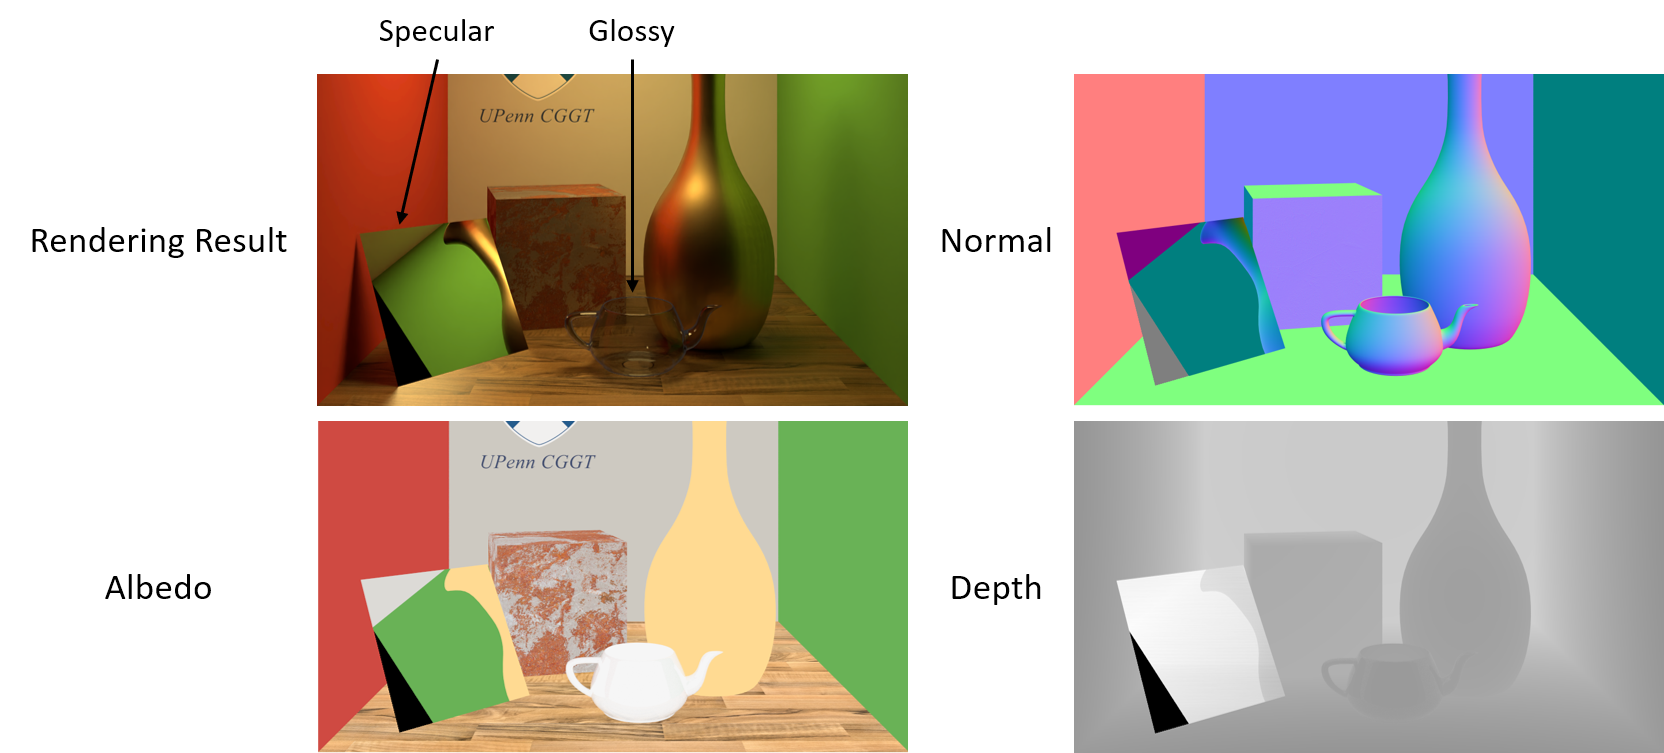 Specular
Glossy
UPenn CGGT
Rendering Result
Normal
UPenn CGGT
Albedo
Depth